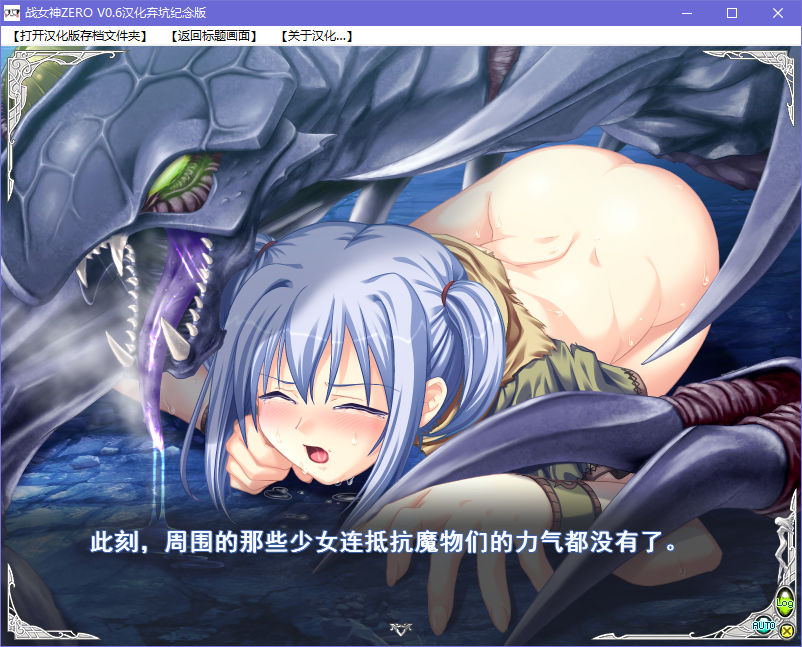 战女神ZERO V0.6汉化弃坑纪念版
【打开汉化版存档文件夹】 【返回标题画面】 【关于汉化...】
此刻，周围的那些少女连抵抗魔物们的力气都没有了。
Log
AUTO